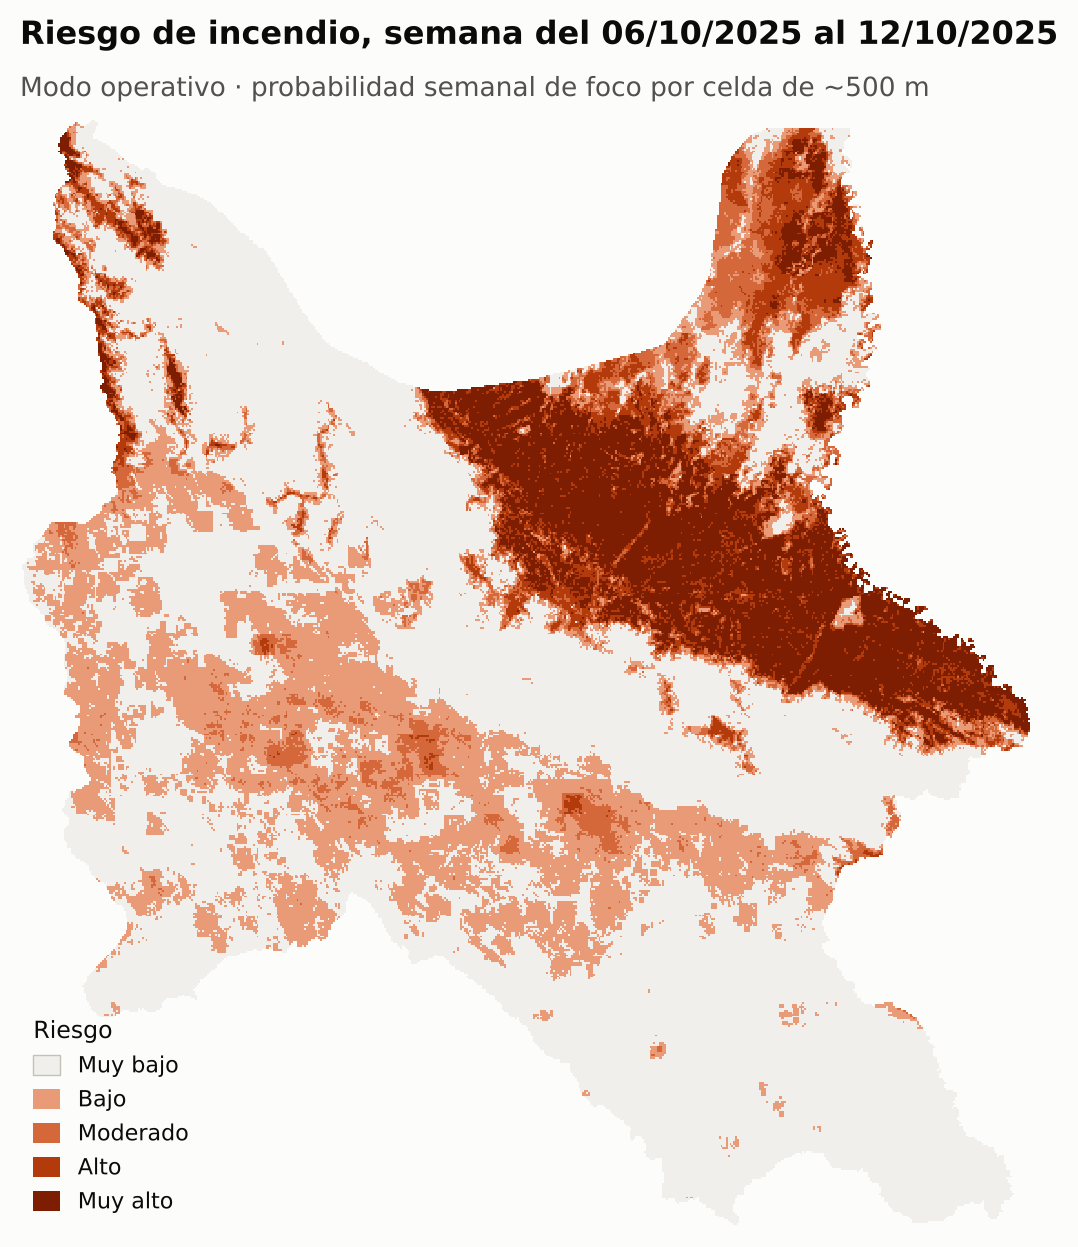 Riesgo de incendio, semana del 06/10/2025 al 12/10/2025
Modo operativo · probabilidad semanal de foco por celda de ~500 m
Riesgo
Muy bajo
Bajo
Moderado
Alto
Muy alto